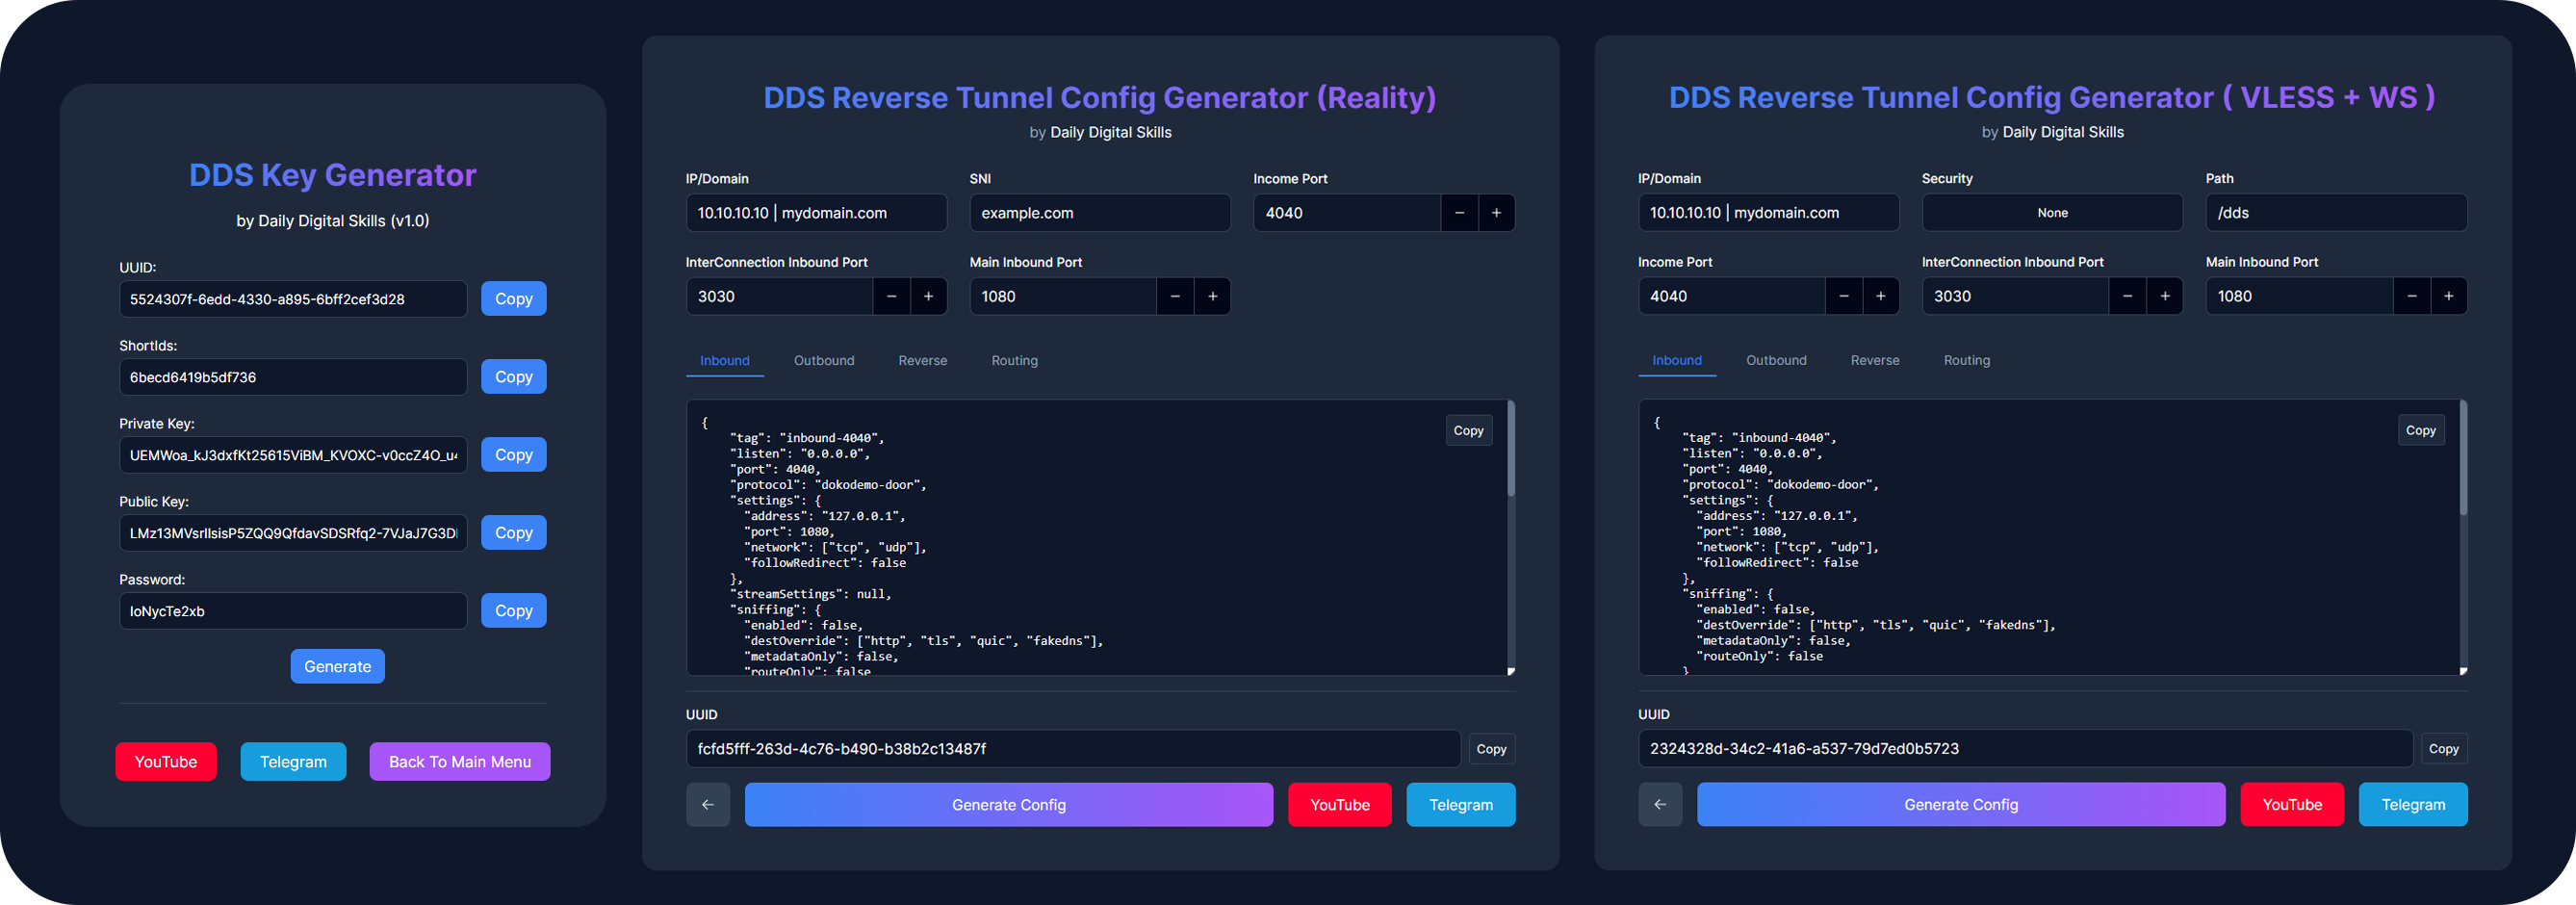 DDS Key Generator
by Daily Digital Skills (v1.0)
UUID:
5524307f-6edd-4330-a895-6bff2cef3d28
Copy
ShortIds:
6becd6419b5df736
Copy
Private Key:
UEMWoa_kJ3dxfKt25615ViBM_KVOXC-v0ccZ4O_u4
Copy
Public Key:
LMz13MVsrIlsisP5ZQQ9QfdavSDSRfq2-7VJaJ7G3D
Copy
Password:
IoNycTe2xb
Copy
Generate
YouTube
Telegram
Back To Main Menu
DDS Reverse Tunnel Config Generator (Reality)
by Daily Digital Skills
IP/Domain
SNI
Income Port
10.10.10.10 | mydomain.com
example.com
4040
−
+
InterConnection Inbound Port
Main Inbound Port
3030
−
+
1080
−
+
Inbound
Outbound
Reverse
Routing
Copy
{
"tag": "inbound-4040",
"listen": "0.0.0.0",
"port": 4040,
"protocol": "dokodemo-door",
"settings": {
"address": "127.0.0.1",
"port": 1080,
"network": ["tcp", "udp"],
"followRedirect": false
},
"streamSettings": null,
"sniffing": {
"enabled": false,
"destOverride": ["http", "tls", "quic", "fakedns"],
"metadataOnly": false,
"routeOnly": false
UUID
fcfd5fff-263d-4c76-b490-b38b2c13487f
Copy
←
Generate Config
YouTube
Telegram
DDS Reverse Tunnel Config Generator ( VLESS + WS )
by Daily Digital Skills
IP/Domain
Security
Path
10.10.10.10 | mydomain.com
None
/dds
Income Port
InterConnection Inbound Port
Main Inbound Port
4040
−
+
3030
−
+
1080
−
+
Inbound
Outbound
Reverse
Routing
Copy
{
"tag": "inbound-4040",
"listen": "0.0.0.0",
"port": 4040,
"protocol": "dokodemo-door",
"settings": {
"address": "127.0.0.1",
"port": 1080,
"network": ["tcp", "udp"],
"followRedirect": false
},
"sniffing": {
"enabled": false,
"destOverride": ["http", "tls", "quic", "fakedns"],
"metadataOnly": false,
"routeOnly": false
}
UUID
2324328d-34c2-41a6-a537-79d7ed0b5723
Copy
←
Generate Config
YouTube
Telegram